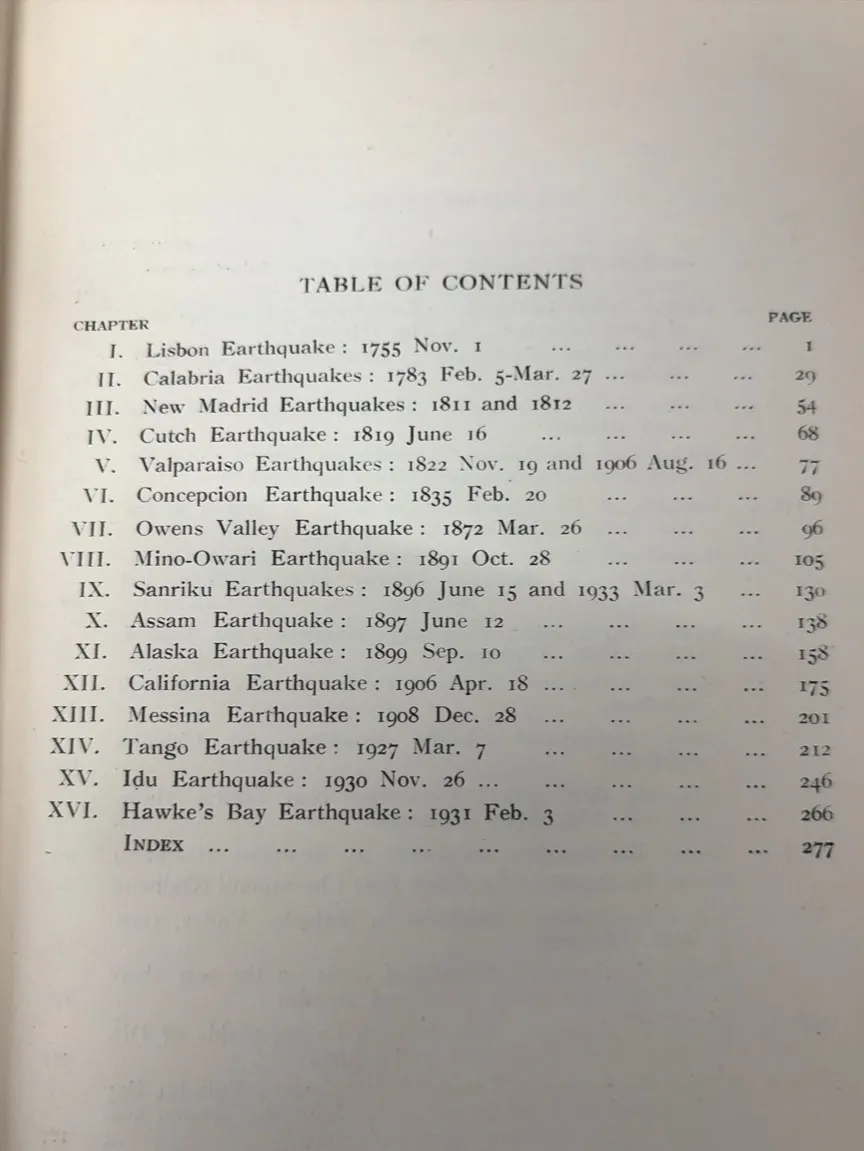 TABLE OF CONTENTS
CHAPTER PAGE
I. Lisbon Earthquake : 1755 Nov. 1 ... ... ... ... 1
II. Calabria Earthquakes : 1783 Feb. 5-Mar. 27 ... ... ... 29
III. New Madrid Earthquakes : 1811 and 1812 ... ... ... 54
IV. Cutch Earthquake : 1819 June 16 ... ... ... ... 68
V. Valparaiso Earthquakes : 1822 Nov. 19 and 1906 Aug. 16 ... 77
VI. Concepcion Earthquake : 1835 Feb. 20 ... ... ... 89
VII. Owens Valley Earthquake : 1872 Mar. 26 ... ... ... 96
VIII. Mino-Owari Earthquake : 1891 Oct. 28 ... ... ... 105
IX. Sanriku Earthquakes : 1896 June 15 and 1933 Mar. 3 ... 130
X. Assam Earthquake : 1897 June 12 ... ... ... ... 138
XI. Alaska Earthquake : 1899 Sep. 10 ... ... ... ... 158
XII. California Earthquake : 1906 Apr. 18 ... ... ... ... 175
XIII. Messina Earthquake : 1908 Dec. 28 ... ... ... ... 201
XIV. Tango Earthquake : 1927 Mar. 7 ... ... ... ... 212
XV. Idu Earthquake : 1930 Nov. 26 ... ... ... ... ... 246
XVI. Hawke's Bay Earthquake : 1931 Feb. 3 ... ... ... 266
INDEX ... ... ... ... ... ... ... ... ... 277